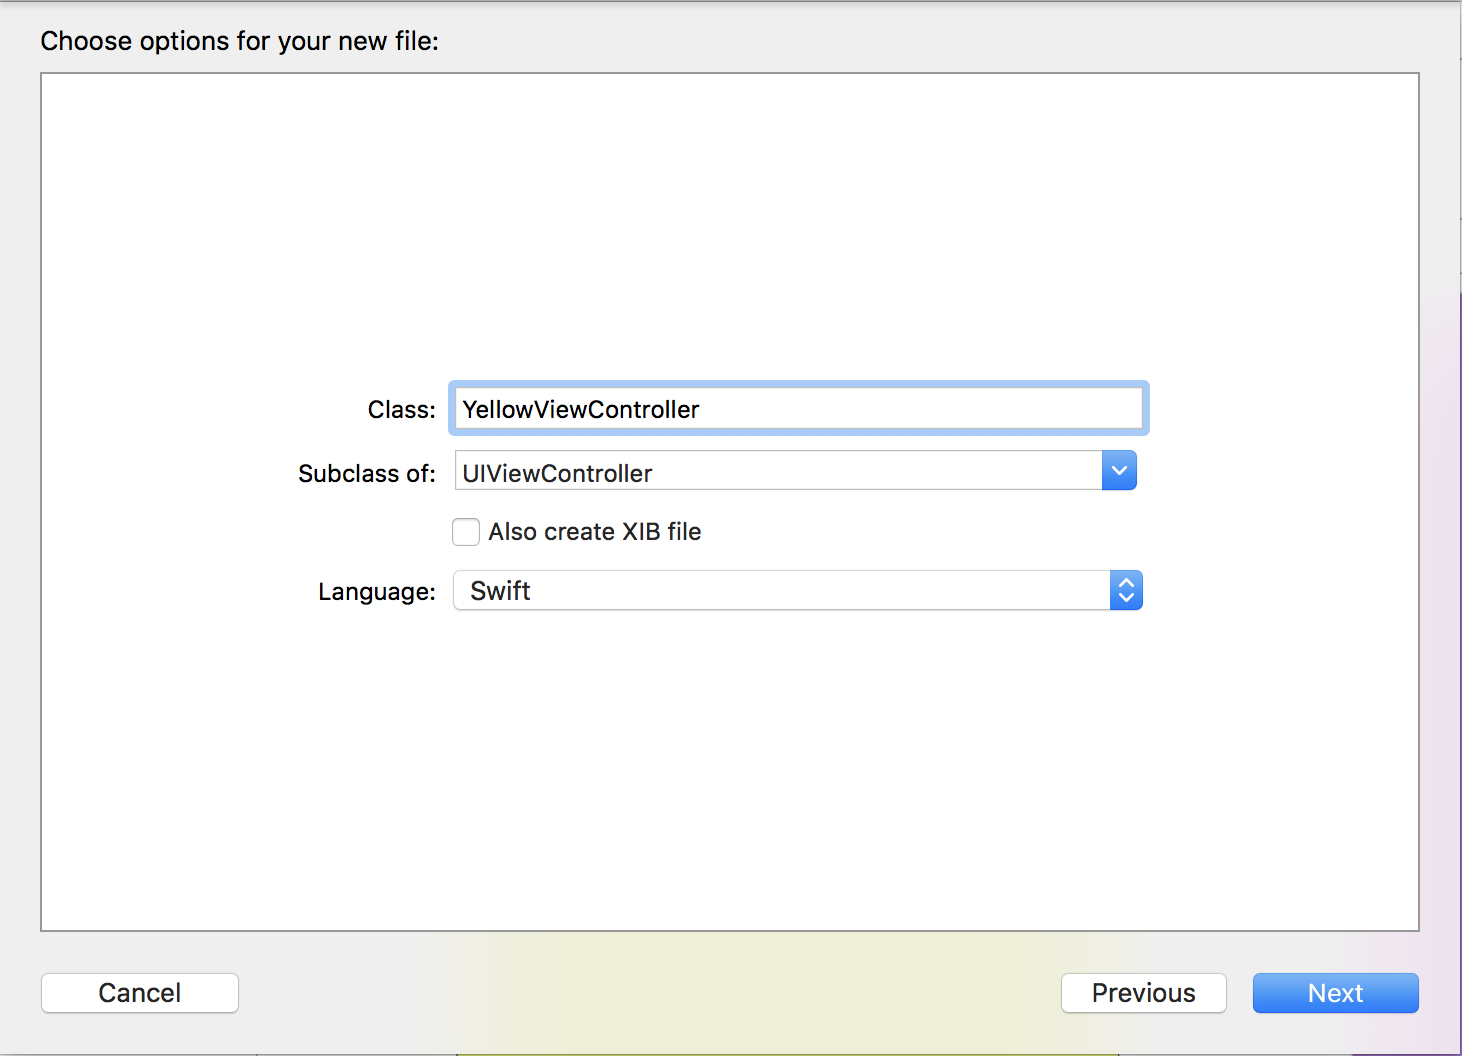 Choose options for your new file:
Class: YellowViewController
Subclass of: UIViewController
Also create XIB file
Language: Swift
Cancel Previous Next